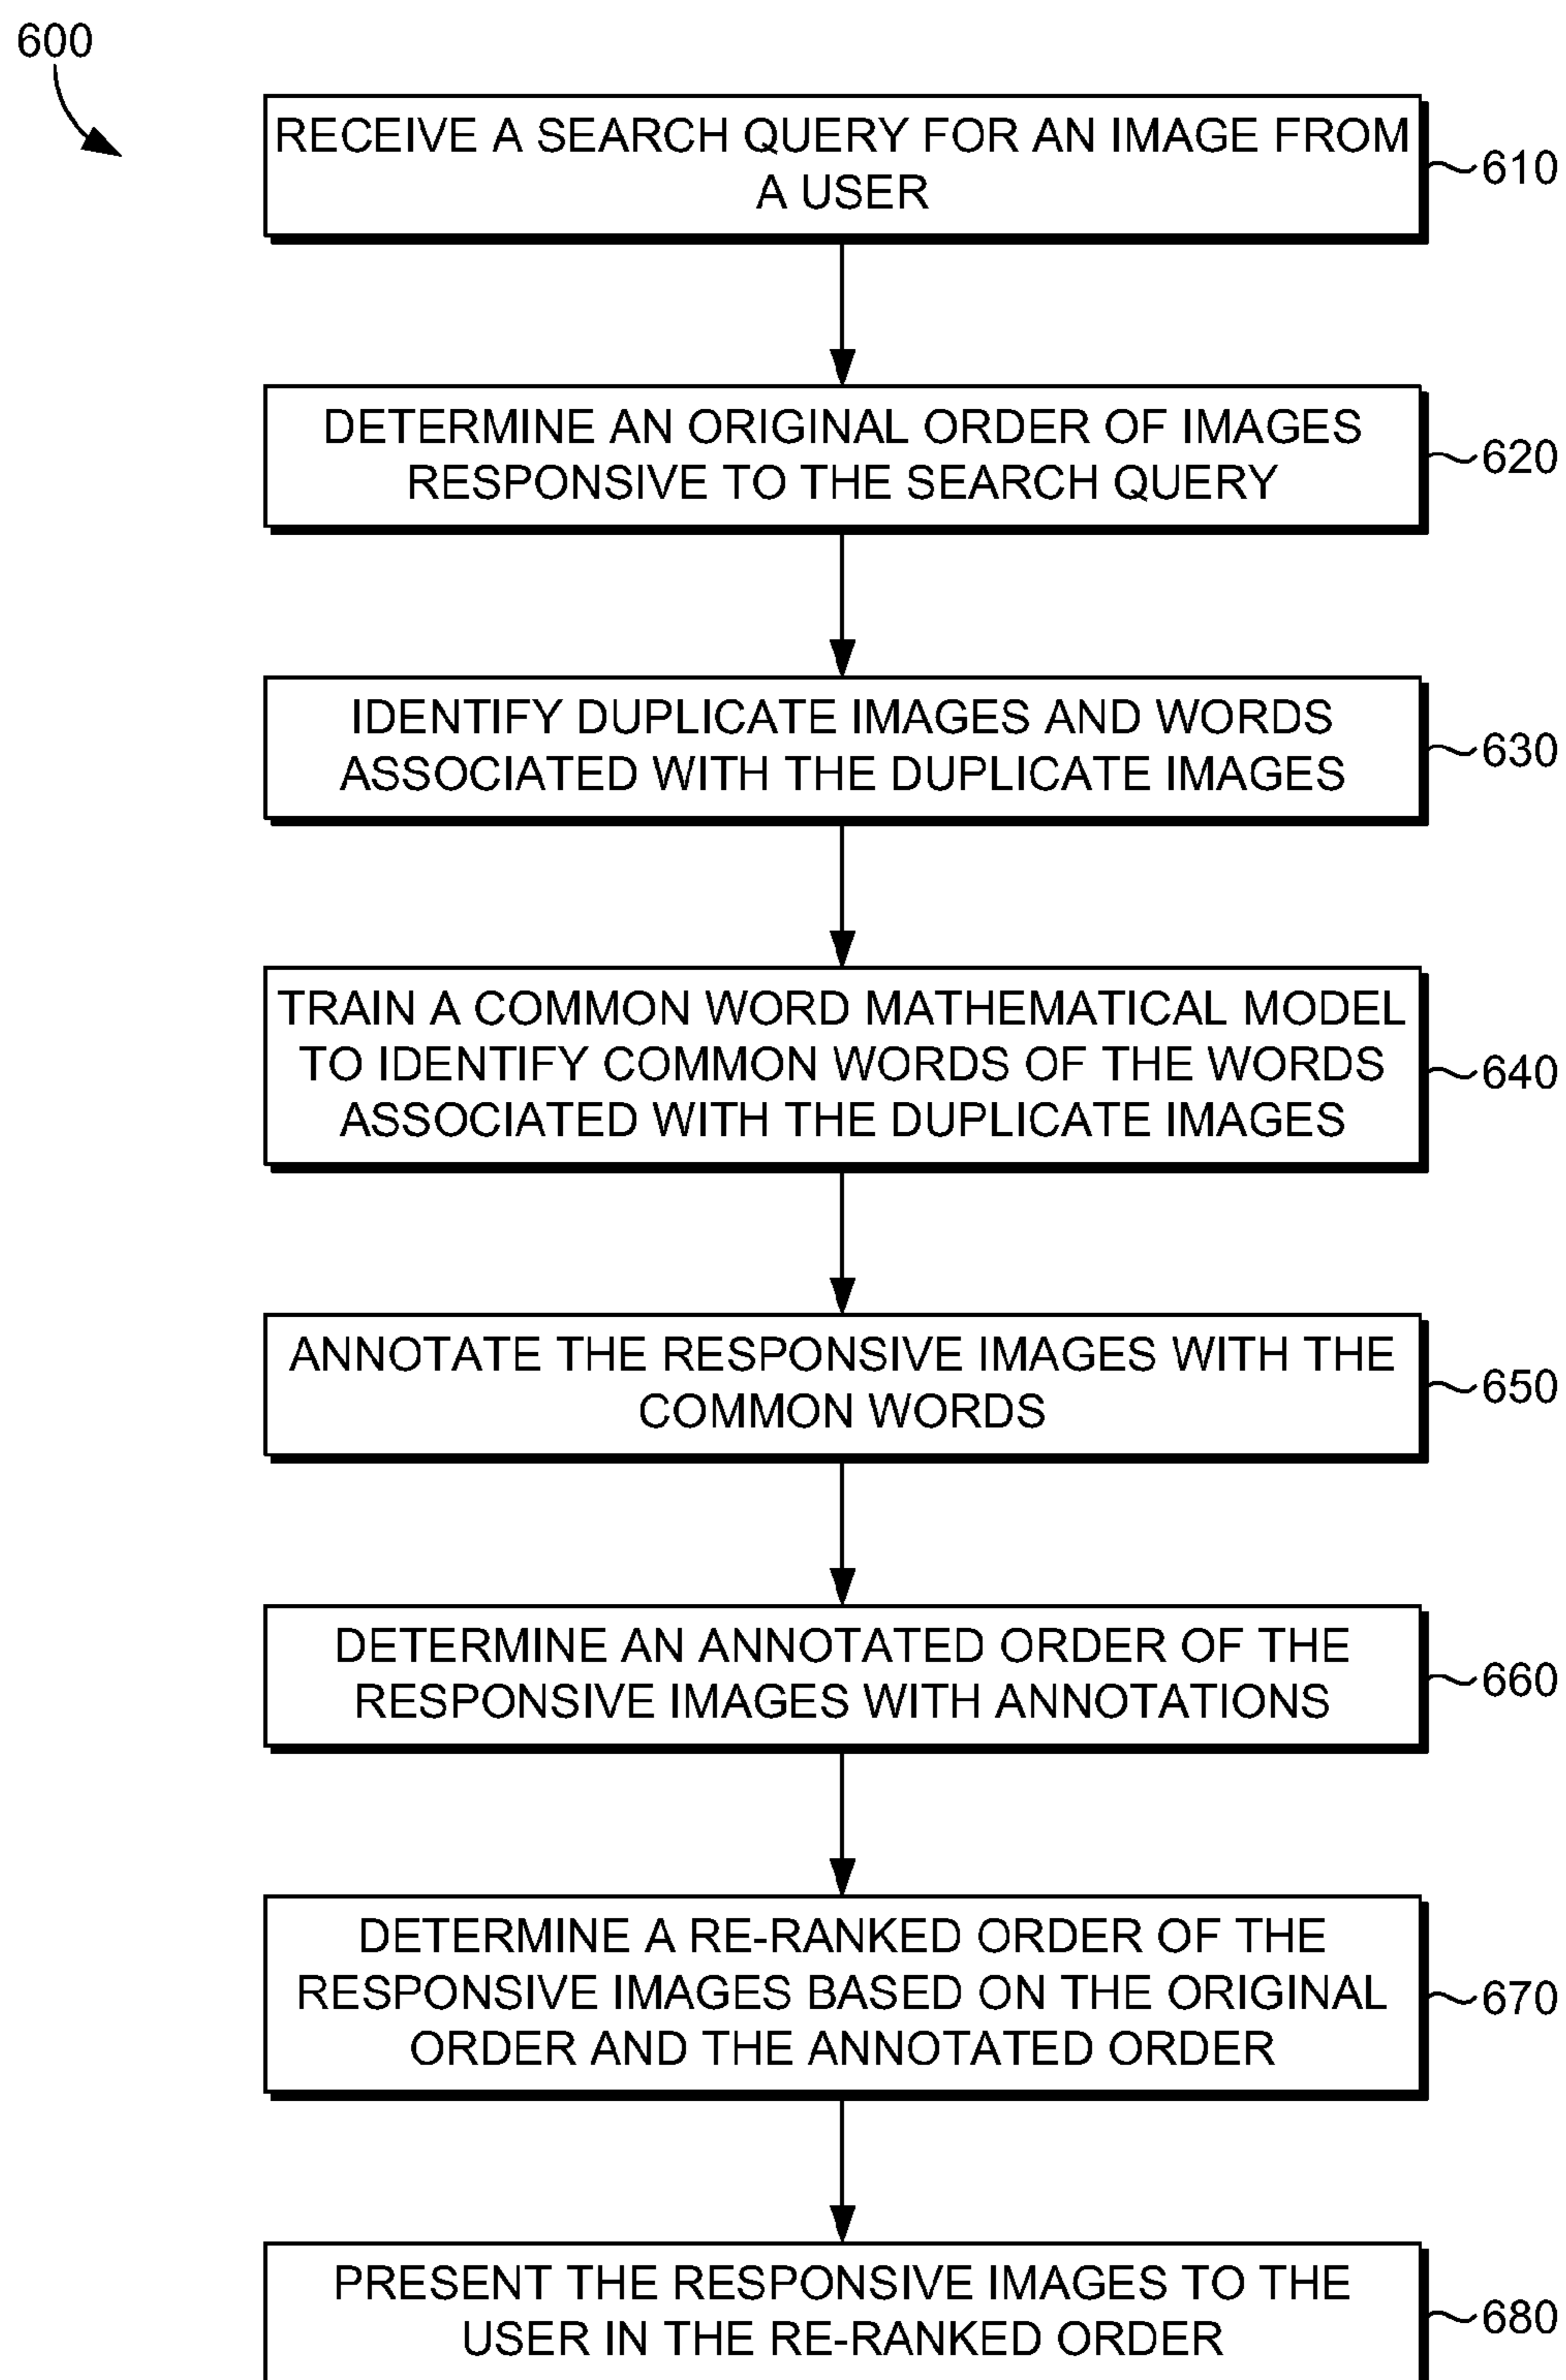 600
RECEIVE A SEARCH QUERY FOR AN IMAGE FROM
A USER
610
DETERMINE AN ORIGINAL ORDER OF IMAGES
RESPONSIVE TO THE SEARCH QUERY
620
IDENTIFY DUPLICATE IMAGES AND WORDS
ASSOCIATED WITH THE DUPLICATE IMAGES
630
TRAIN A COMMON WORD MATHEMATICAL MODEL
TO IDENTIFY COMMON WORDS OF THE WORDS
ASSOCIATED WITH THE DUPLICATE IMAGES
640
ANNOTATE THE RESPONSIVE IMAGES WITH THE
COMMON WORDS
650
DETERMINE AN ANNOTATED ORDER OF THE
RESPONSIVE IMAGES WITH ANNOTATIONS
660
DETERMINE A RE-RANKED ORDER OF THE
RESPONSIVE IMAGES BASED ON THE ORIGINAL
ORDER AND THE ANNOTATED ORDER
670
PRESENT THE RESPONSIVE IMAGES TO THE
USER IN THE RE-RANKED ORDER
680